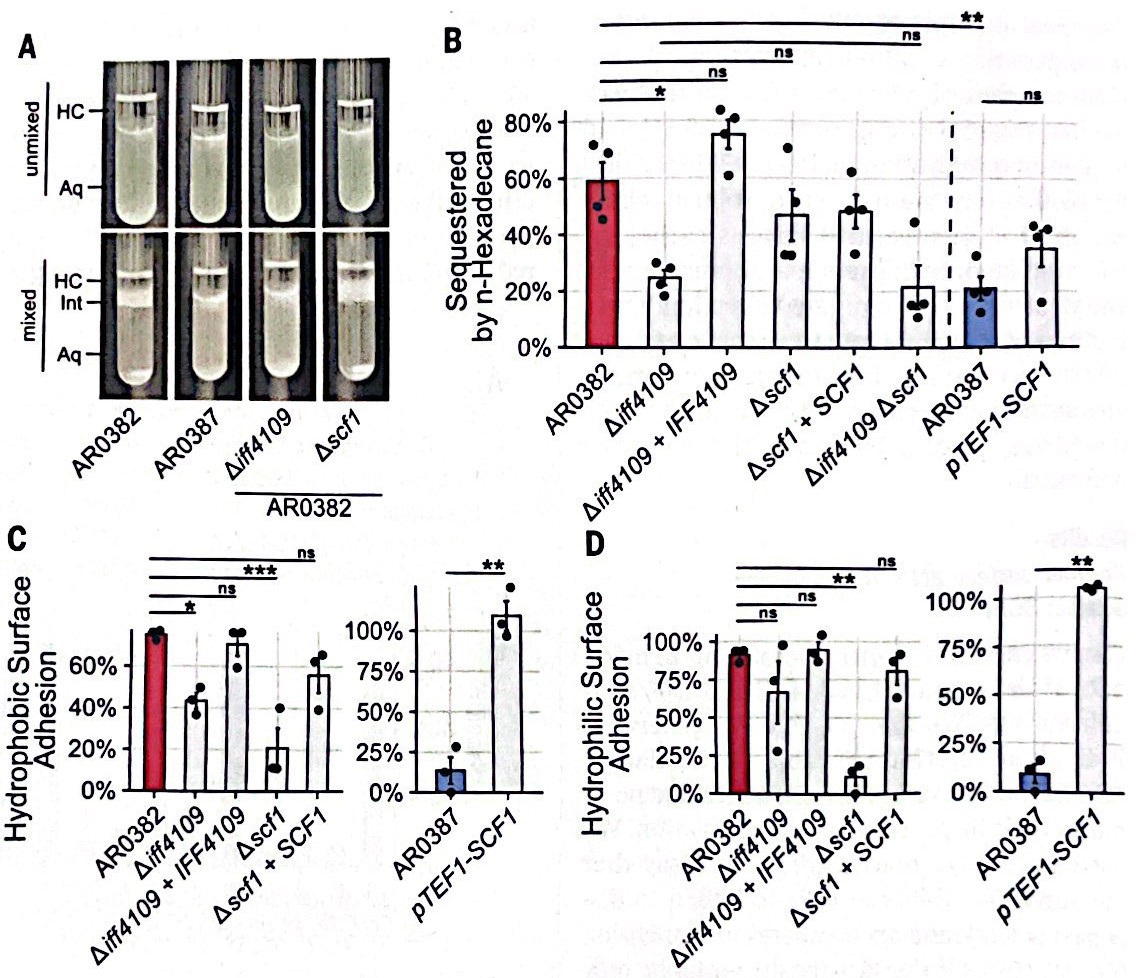 A
unmixed
HC
Aq
mixed
HC
Int
Aq
AR0382
AR0387
Δiff4109
Δscf1
AR0382
B
Sequestered
by n-Hexadecane
**
ns
ns
ns
*
ns
80%
60%
40%
20%
0%
AR0382
Δiff4109
Δiff4109 + IFF4109
Δscf1
Δscf1 + SCF1
Δiff4109 Δscf1
AR0387
pTEF1-SCF1
C
Hydrophobic Surface
Adhesion
ns
***
ns
*
60%
40%
20%
0%
AR0382
Δiff4109
Δiff4109 + IFF4109
Δscf1
Δscf1 + SCF1
**
100%
75%
50%
25%
0%
AR0387
pTEF1-SCF1
D
Hydrophilic Surface
Adhesion
ns
**
ns
ns
100%
75%
50%
25%
0%
AR0382
Δiff4109
Δiff4109 + IFF4109
Δscf1
Δscf1 + SCF1
**
100%
75%
50%
25%
0%
AR0387
pTEF1-SCF1